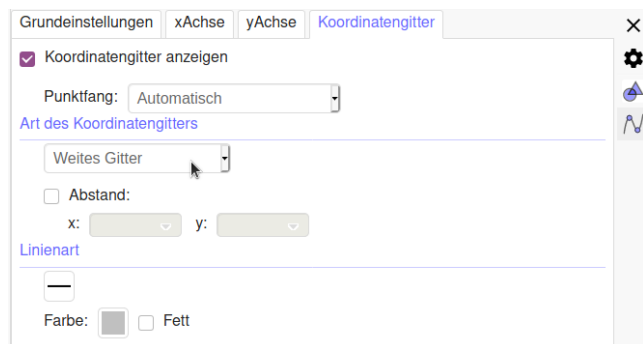 Grundeinstellungen xAchse yAchse Koordinatengitter
Koordinatengitter anzeigen
Punktfang: Automatisch
Art des Koordinatengitters
Weites Gitter
Abstand:
x: y:
Linienart
Farbe: Fett